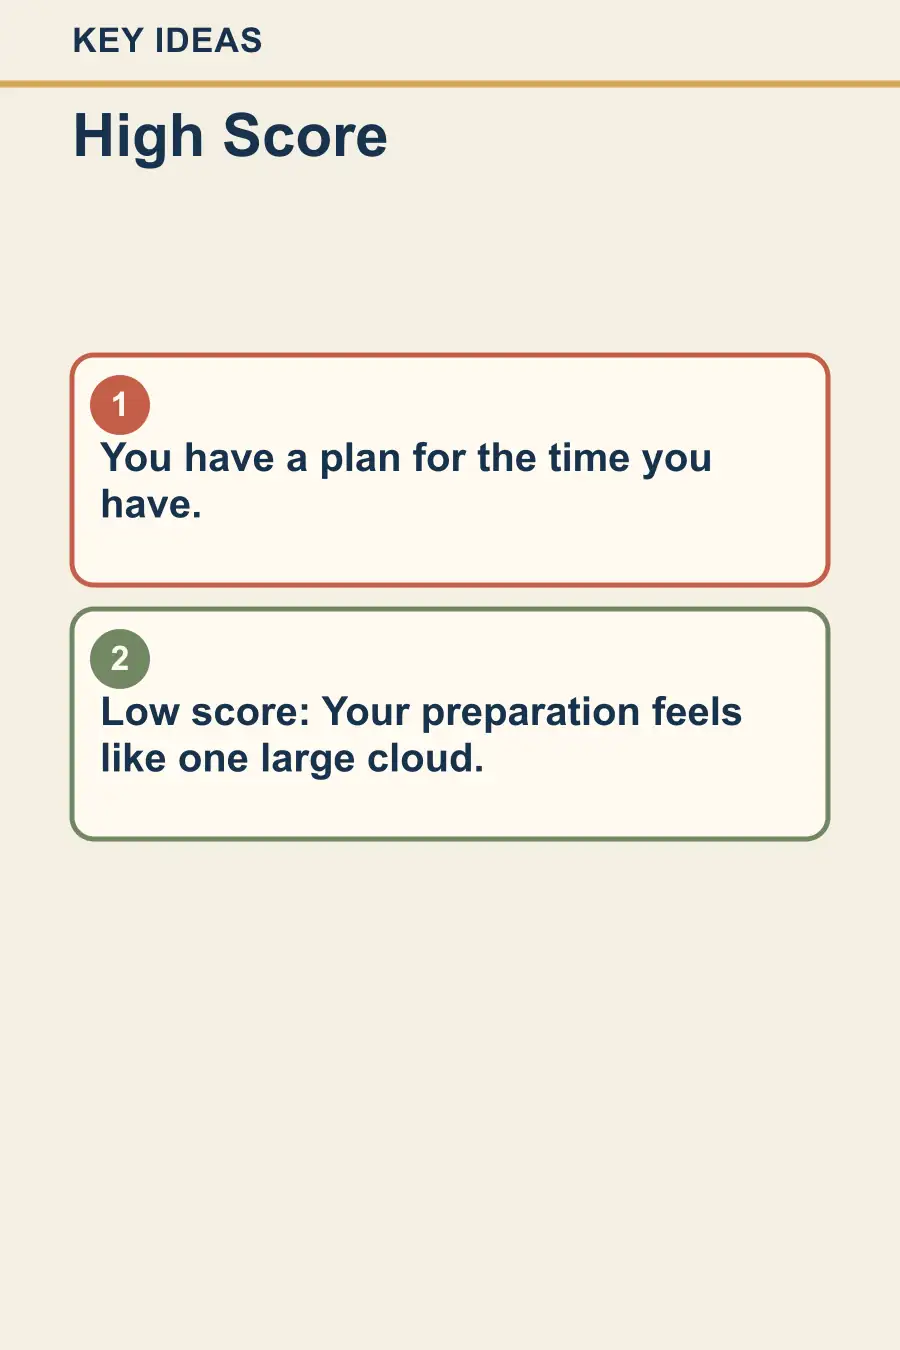 KEY IDEAS
High Score
1
You have a plan for the time you
have.
2
Low score: Your preparation feels
like one large cloud.